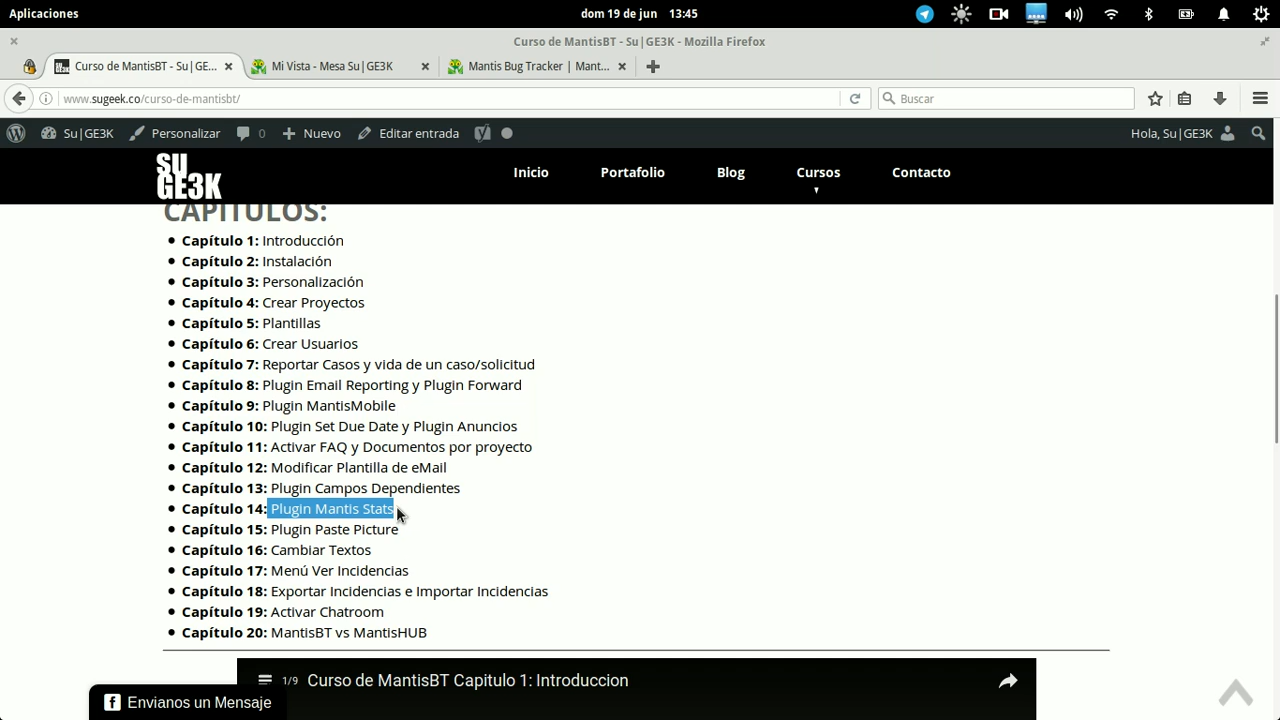 Aplicaciones
dom 19 de jun 13:45
Curso de MantisBT - Su|GE3K - Mozilla Firefox
Curso de MantisBT - Su|GE...
Mi Vista - Mesa Su|GE3K
Mantis Bug Tracker | Mant...
www.sugeek.co/curso-de-mantisbt/
Buscar
Su|GE3K
Personalizar
0
Nuevo
Editar entrada
Hola, Su|GE3K
SU
GE3K
Inicio
Portafolio
Blog
Cursos
Contacto
CAPITULOS:
Capítulo 1: Introducción
Capítulo 2: Instalación
Capítulo 3: Personalización
Capítulo 4: Crear Proyectos
Capítulo 5: Plantillas
Capítulo 6: Crear Usuarios
Capítulo 7: Reportar Casos y vida de un caso/solicitud
Capítulo 8: Plugin Email Reporting y Plugin Forward
Capítulo 9: Plugin MantisMobile
Capítulo 10: Plugin Set Due Date y Plugin Anuncios
Capítulo 11: Activar FAQ y Documentos por proyecto
Capítulo 12: Modificar Plantilla de eMail
Capítulo 13: Plugin Campos Dependientes
Capítulo 14: Plugin Mantis Stats
Capítulo 15: Plugin Paste Picture
Capítulo 16: Cambiar Textos
Capítulo 17: Menú Ver Incidencias
Capítulo 18: Exportar Incidencias e Importar Incidencias
Capítulo 19: Activar Chatroom
Capítulo 20: MantisBT vs MantisHUB
1/9 Curso de MantisBT Capitulo 1: Introduccion
Envianos un Mensaje